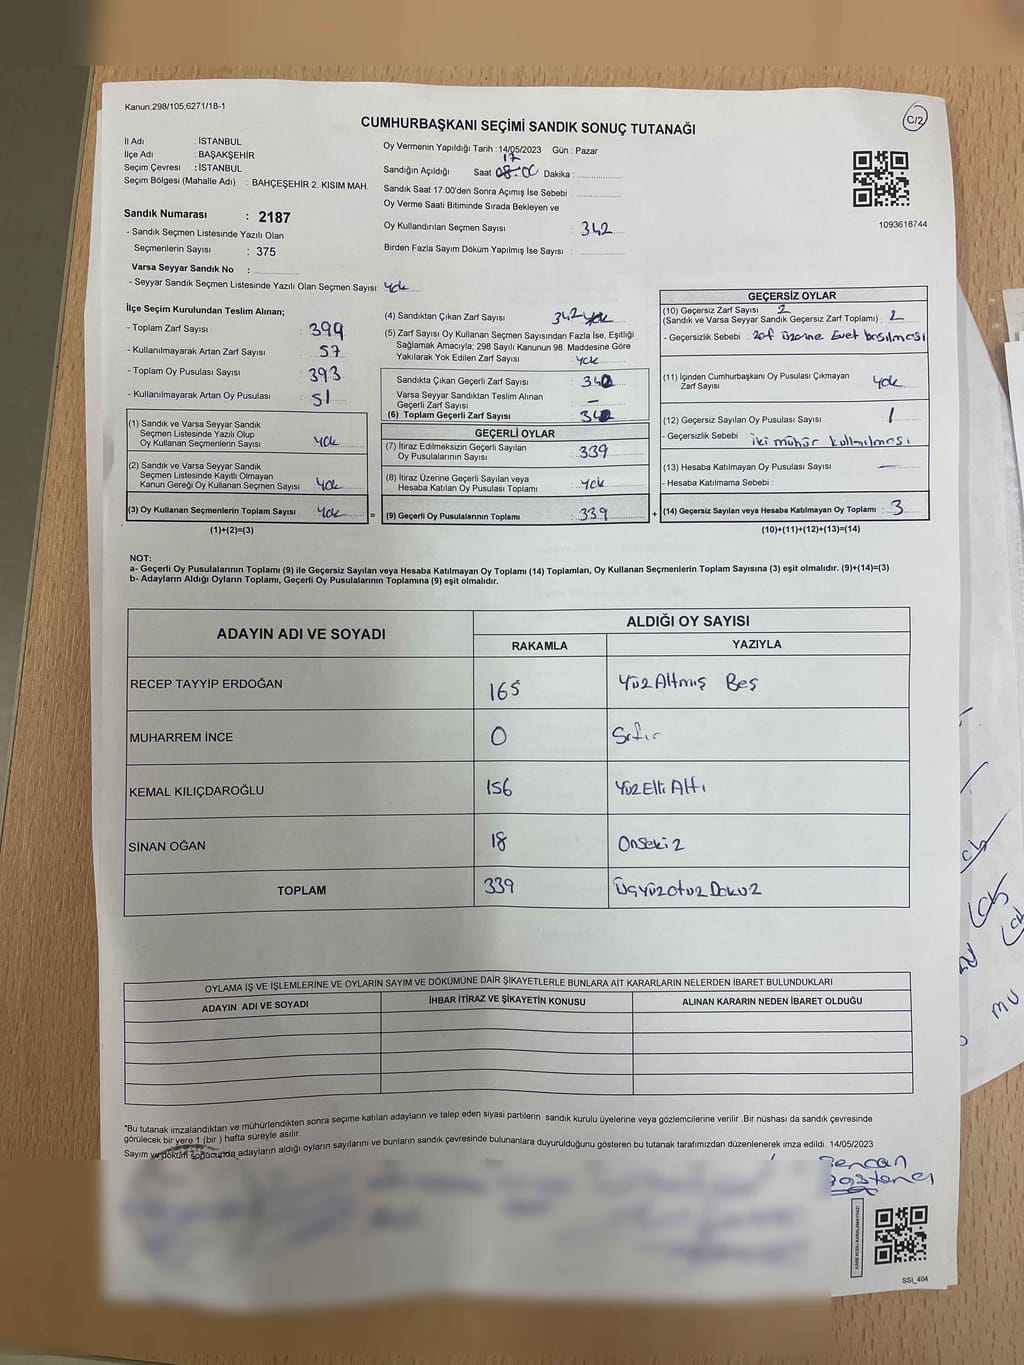 Kanun,298/105,6271/18-1
C/2
CUMHURBAŞKANI SEÇİMİ SANDIK SONUÇ TUTANAĞI
İl Adı : İSTANBUL
İlçe Adı : BAŞAKŞEHİR
Seçim Çevresi : İSTANBUL
Seçim Bölgesi (Mahalle Adı) : BAHÇEŞEHİR 2. KISIM MAH.
Sandık Numarası : 2187
- Sandık Seçmen Listesinde Yazılı Olan
Seçmenlerin Sayısı : 375
Varsa Seyyar Sandık No :
- Seyyar Sandık Seçmen Listesinde Yazılı Olan Seçmen Sayısı: Yok
Oy Vermenin Yapıldığı Tarih : 14/05/2023 Gün : Pazar
17
Sandığın Açıldığı Saat 08:00 Dakika :
Sandık Saat 17:00'den Sonra Açımış İse Sebebi :
Oy Verme Saati Bitiminde Sırada Bekleyen ve
Oy Kullandırılan Seçmen Sayısı : 342
Birden Fazla Sayım Döküm Yapılmış İse Sayısı :
1093618744
İlçe Seçim Kurulundan Teslim Alınan;
- Toplam Zarf Sayısı : 399
- Kullanılmayarak Artan Zarf Sayısı : 57
- Toplam Oy Pusulası Sayısı : 393
- Kullanılmayarak Artan Oy Pusulası : 51
(1) Sandık ve Varsa Seyyar Sandık
Seçmen Listesinde Yazılı Olup
Oy Kullanan Seçmenlerin Sayısı : Yok
(2) Sandık ve Varsa Seyyar Sandık
Seçmen Listesinde Kayıtlı Olmayan
Kanun Gereği Oy Kullanan Seçmen Sayısı : Yok
(3) Oy Kullanan Seçmenlerin Toplam Sayısı : Yok
(1)+(2)=(3)
(4) Sandıktan Çıkan Zarf Sayısı : 342 Yok
(5) Zarf Sayısı Oy Kullanan Seçmen Sayısından Fazla İse, Eşitliği
Sağlamak Amacıyla; 298 Sayılı Kanunun 98. Maddesine Göre
Yakılarak Yok Edilen Zarf Sayısı : Yok
Sandıkta Çıkan Geçerli Zarf Sayısı : 340
Varsa Seyyar Sandıktan Teslim Alınan
Geçerli Zarf Sayısı : –
(6) Toplam Geçerli Zarf Sayısı : 340
GEÇERLİ OYLAR
(7) İtiraz Edilmeksizin Geçerli Sayılan
Oy Pusulalarının Sayısı : 339
(8) İtiraz Üzerine Geçerli Sayılan veya
Hesaba Katılan Oy Pusulası Toplamı : Yok
= (9) Geçerli Oy Pusulalarının Toplamı : 339 +
GEÇERSİZ OYLAR
(10) Geçersiz Zarf Sayısı : 2
(Sandık ve Varsa Seyyar Sandık Geçersiz Zarf Toplamı) : 2
- Geçersizlik Sebebi : zarf üzerine Evet basılması
(11) İçinden Cumhurbaşkanı Oy Pusulası Çıkmayan
Zarf Sayısı : Yok
(12) Geçersiz Sayılan Oy Pusulası Sayısı : 1
- Geçersizlik Sebebi : iki mühür kullanılması
(13) Hesaba Katılmayan Oy Pusulası Sayısı : –
- Hesaba Katılmama Sebebi :
(14) Geçersiz Sayılan veya Hesaba Katılmayan Oy Toplamı : 3
(10)+(11)+(12)+(13)=(14)
NOT:
a- Geçerli Oy Pusulalarının Toplamı (9) ile Geçersiz Sayılan veya Hesaba Katılmayan Oy Toplamı (14) Toplamları, Oy Kullanan Seçmenlerin Toplam Sayısına (3) eşit olmalıdır. (9)+(14)=(3)
b- Adayların Aldığı Oyların Toplamı, Geçerli Oy Pusulalarının Toplamına (9) eşit olmalıdır.
ADAYIN ADI VE SOYADI
ALDIĞI OY SAYISI
RAKAMLA YAZIYLA
RECEP TAYYİP ERDOĞAN 165 Yüz Altmış Beş
MUHARREM İNCE 0 Sıfır
KEMAL KILIÇDAROĞLU 156 Yüz Elli Altı
SİNAN OĞAN 18 Onsekiz
TOPLAM 339 Üçyüzotuz Dokuz
OYLAMA İŞ VE İŞLEMLERİNE VE OYLARIN SAYIM VE DÖKÜMÜNE DAİR ŞİKAYETLERLE BUNLARA AİT KARARLARIN NELERDEN İBARET BULUNDUKLARI
ADAYIN ADI VE SOYADI İHBAR İTİRAZ VE ŞİKAYETİN KONUSU ALINAN KARARIN NEDEN İBARET OLDUĞU
*Bu tutanak imzalandıktan ve mühürlendikten sonra seçime katılan adayların ve talep eden siyasi partilerin sandık kurulu üyelerine veya gözlemcilerine verilir. Bir nüshası da sandık çevresinde
görülecek bir yere 1 (bir ) hafta süreyle asılır.
Sayım ve döküm sonucunda adayların aldığı oyların sayılarını ve bunların sandık çevresinde bulunanlara duyurulduğunu gösteren bu tutanak tarafımızdan düzenlenerek imza edildi. 14/05/2023
SSI_404